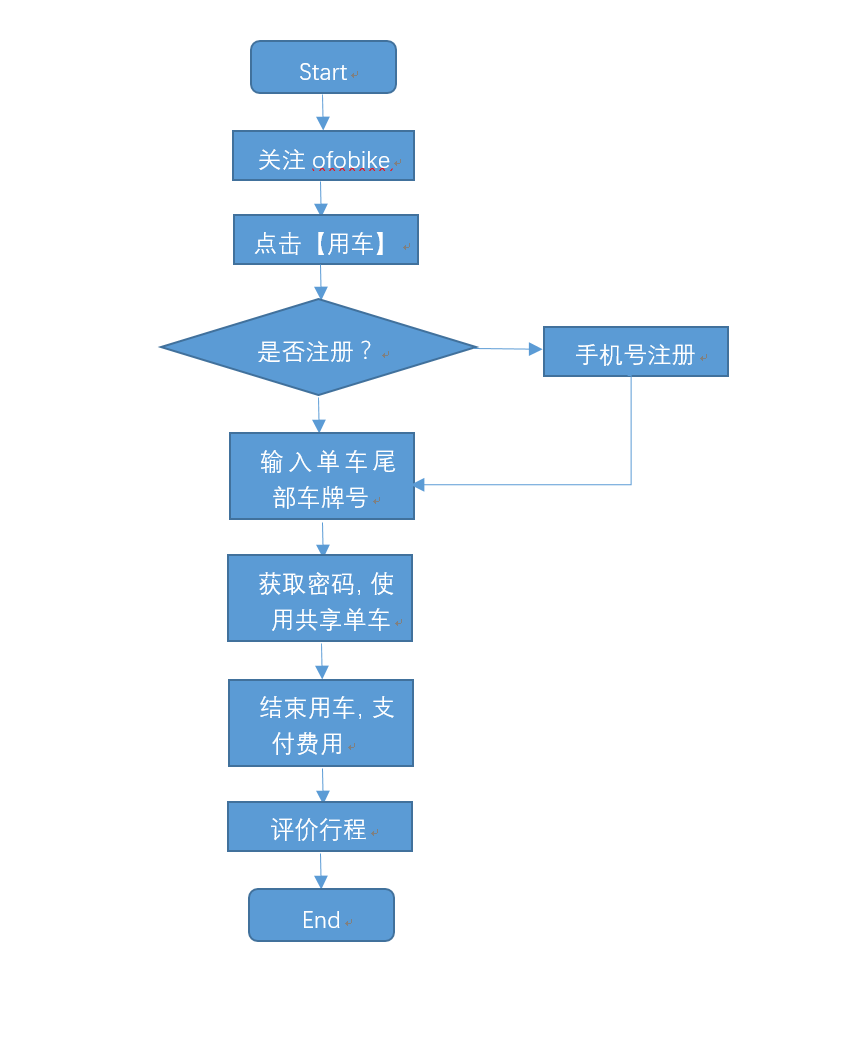 Start
关注 ofobike
点击【用车】
是否注册？
手机号注册
输入单车尾
部车牌号
获取密码, 使
用共享单车
结束用车, 支
付费用
评价行程
End